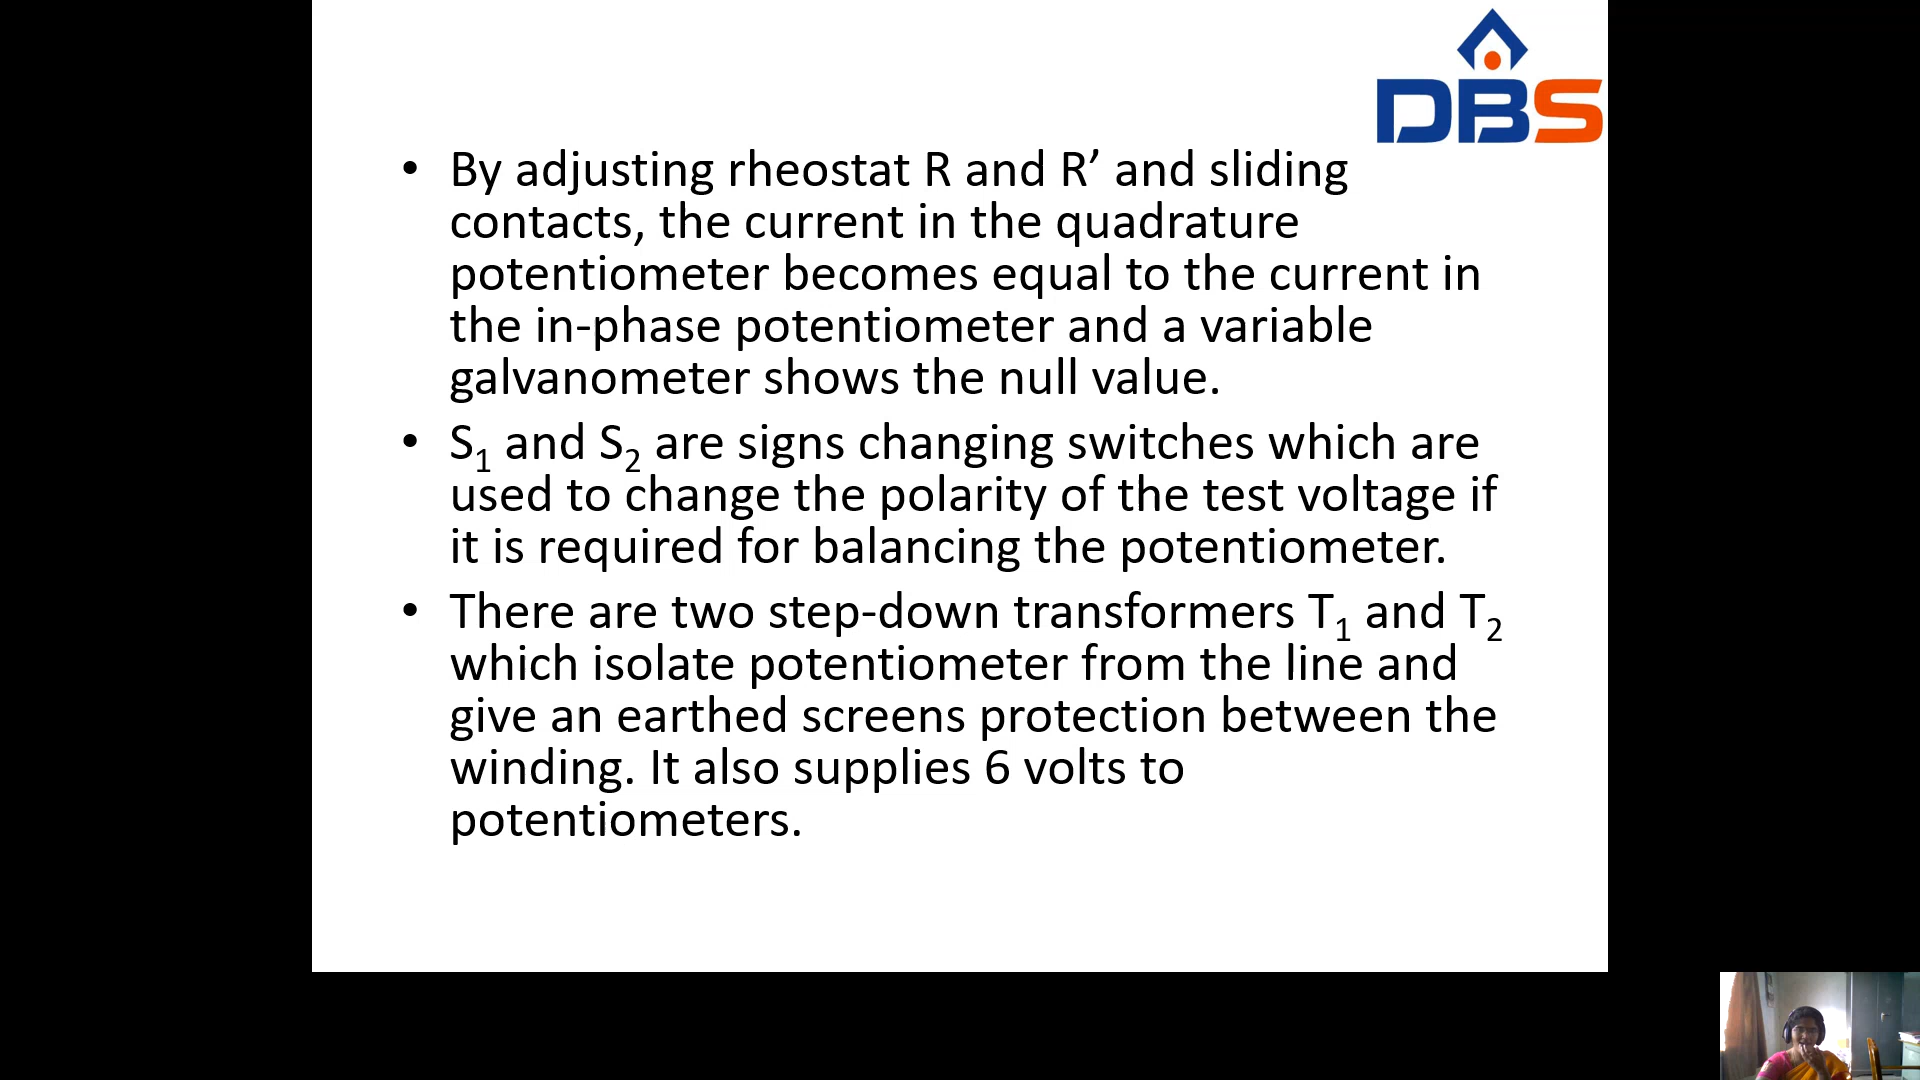 DBS
• By adjusting rheostat R and R’ and sliding
contacts, the current in the quadrature
potentiometer becomes equal to the current in
the in-phase potentiometer and a variable
galvanometer shows the null value.
• S₁ and S₂ are signs changing switches which are
used to change the polarity of the test voltage if
it is required for balancing the potentiometer.
• There are two step-down transformers T₁ and T₂
which isolate potentiometer from the line and
give an earthed screens protection between the
winding. It also supplies 6 volts to
potentiometers.